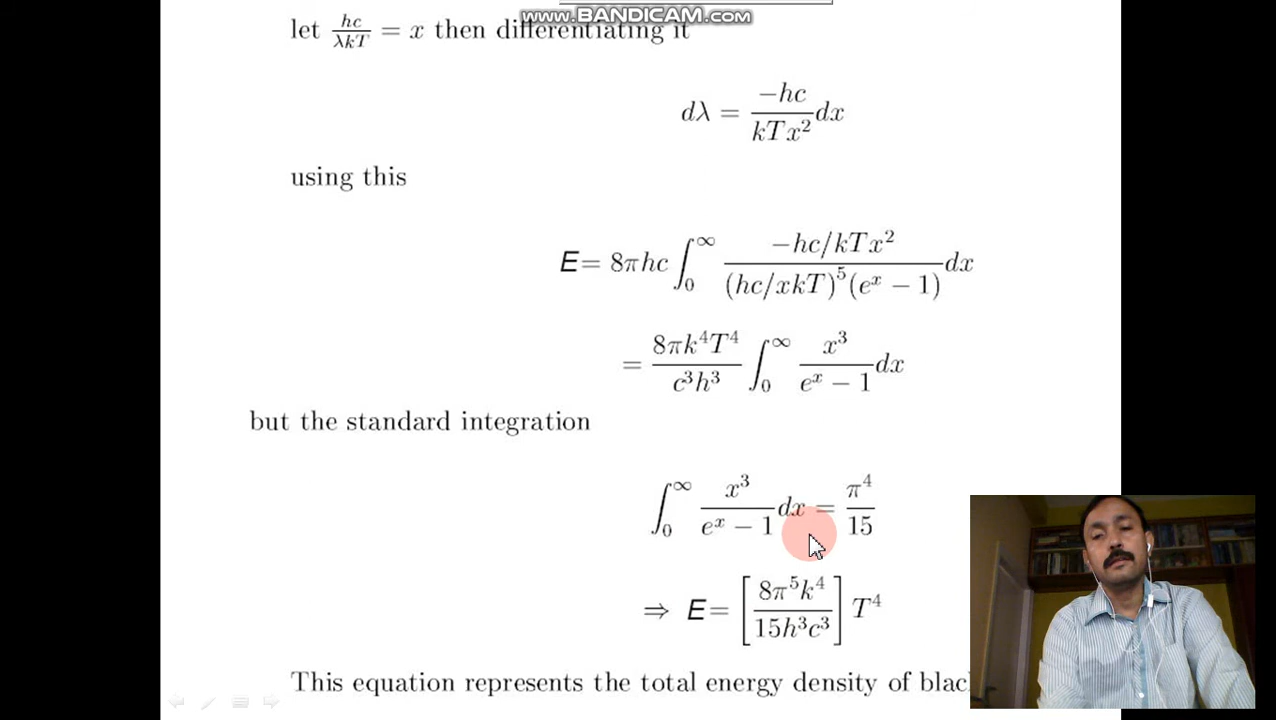 www.BANDICAM.com
let hc/λkT = x then differentiating it
dλ = −hc/kTx² dx
using this
E= 8πhc ∫₀^∞ −hc/kTx² / (hc/xkT)⁵(eˣ − 1) dx
= 8πk⁴T⁴/c³h³ ∫₀^∞ x³/eˣ − 1 dx
but the standard integration
∫₀^∞ x³/eˣ − 1 dx = π⁴/15
⇒ E= [8π⁵k⁴/15h³c³] T⁴
This equation represents the total energy density of